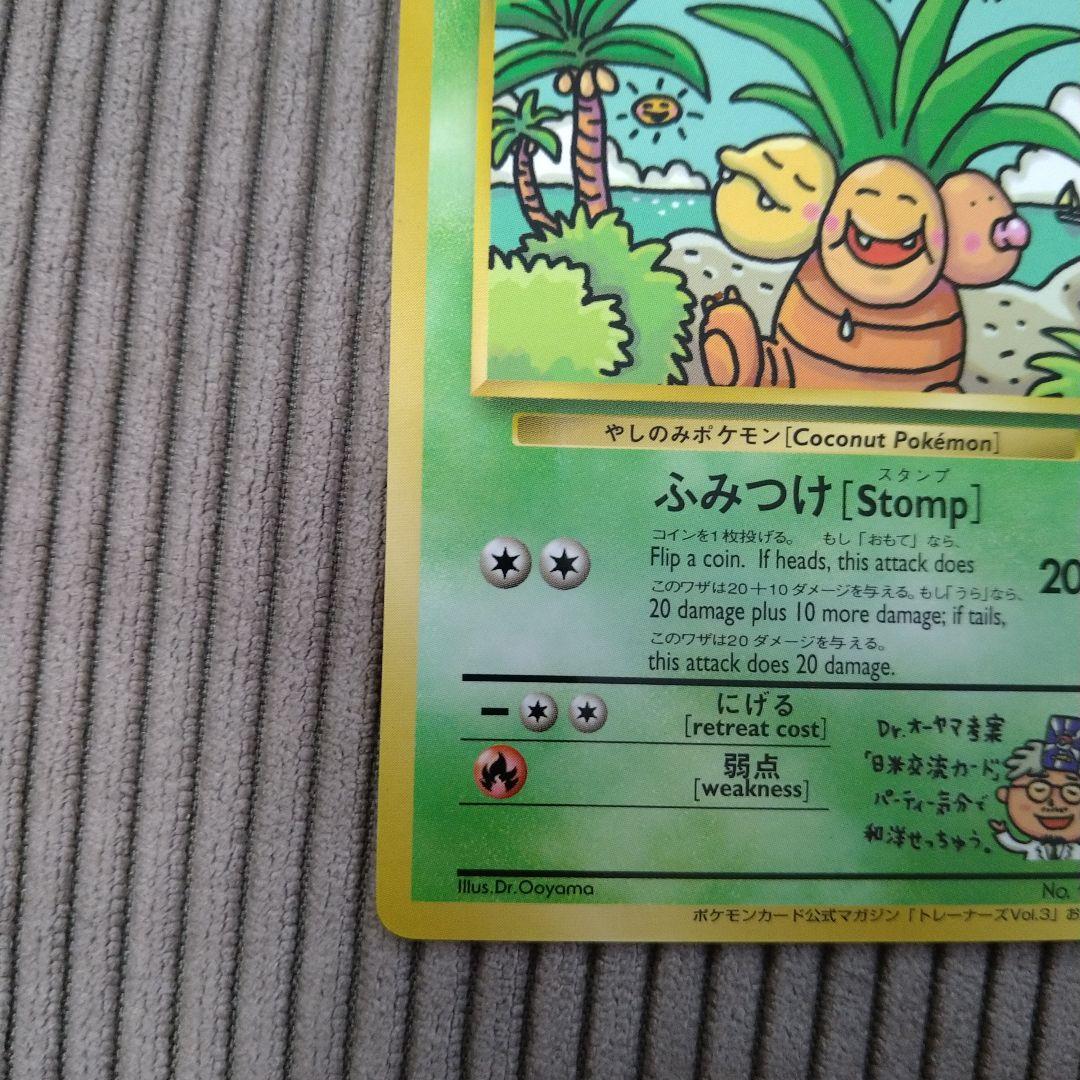 やしのみポケモン[Coconut Pokémon]
スタンプ
ふみつけ[Stomp]
コインを1枚投げる。 もし「おもて」なら、
Flip a coin. If heads, this attack does
このワザは20+10ダメージを与える。もし「うら」なら、
20 damage plus 10 more damage; if tails,
このワザは20ダメージを与える。
this attack does 20 damage.
20
にげる
[retreat cost]
弱点
[weakness]
Dr.オーヤマ考案
「日米交流カード」
パーティー気分で
和洋せっちゅう。
Illus.Dr.Ooyama
No.
ポケモンカード公式マガジン「トレーナーズVol.3」お